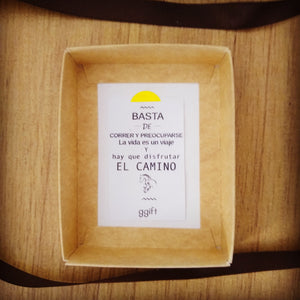 BASTA
DE
CORRER Y PREOCUPARSE
La vida es un viaje
Y
hay que disfrutar
EL CAMINO
ggift